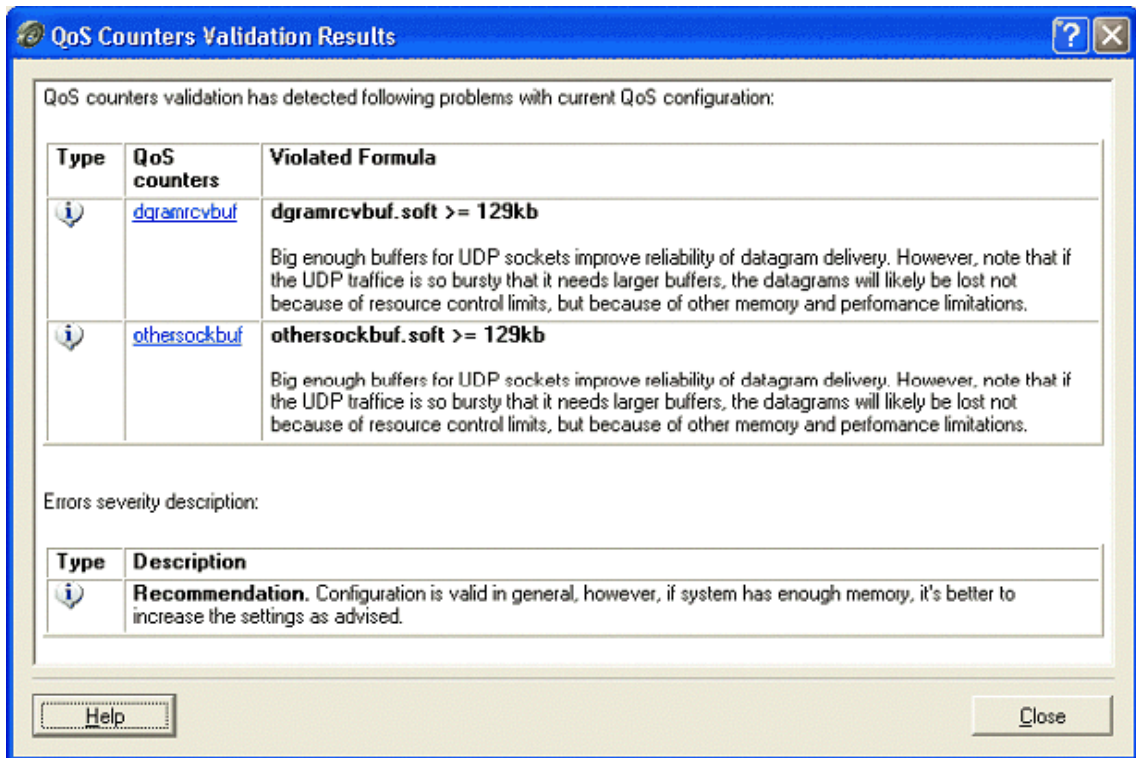 QoS Counters Validation Results
QoS counters validation has detected following problems with current QoS configuration:
Type QoS counters Violated Formula
dgramrcvbuf dgramrcvbuf.soft >= 129kb
Big enough buffers for UDP sockets improve reliability of datagram delivery. However, note that if
the UDP traffice is so bursty that it needs larger buffers, the datagrams will likely be lost not
because of resource control limits, but because of other memory and perfomance limitations.
othersockbuf othersockbuf.soft >= 129kb
Big enough buffers for UDP sockets improve reliability of datagram delivery. However, note that if
the UDP traffice is so bursty that it needs larger buffers, the datagrams will likely be lost not
because of resource control limits, but because of other memory and perfomance limitations.
Errors severity description:
Type Description
Recommendation. Configuration is valid in general, however, if system has enough memory, it's better to
increase the settings as advised.
Help Close